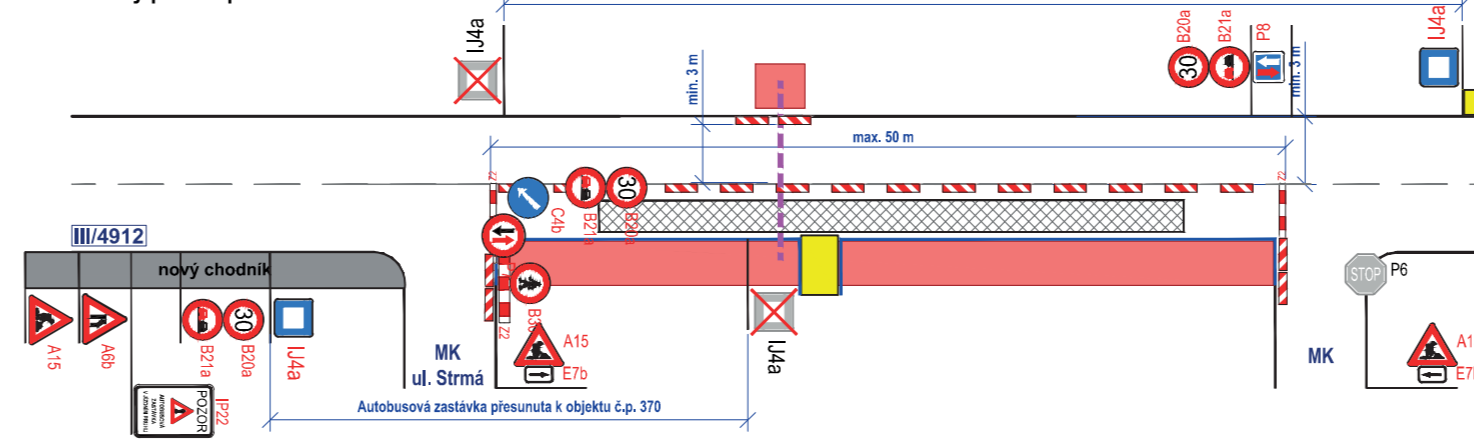 IJ4a
B20a
B21a
P8
IJ4a
30
min. 3 m
min. 3 m
max. 50 m
Z2
Z2
30
C4b
B21a
B20a
III/4912
nový chodník
STOP
P6
30
Z2
A15
A6b
B21a
B20a
IJ4a
IJ4a
A15
E7b
MK
ul. Strmá
MK
IP22
POZOR
AUTOBUSOVÁ
ZASTÁVKA
Autobusová zastávka přesunuta k objektu č.p. 370